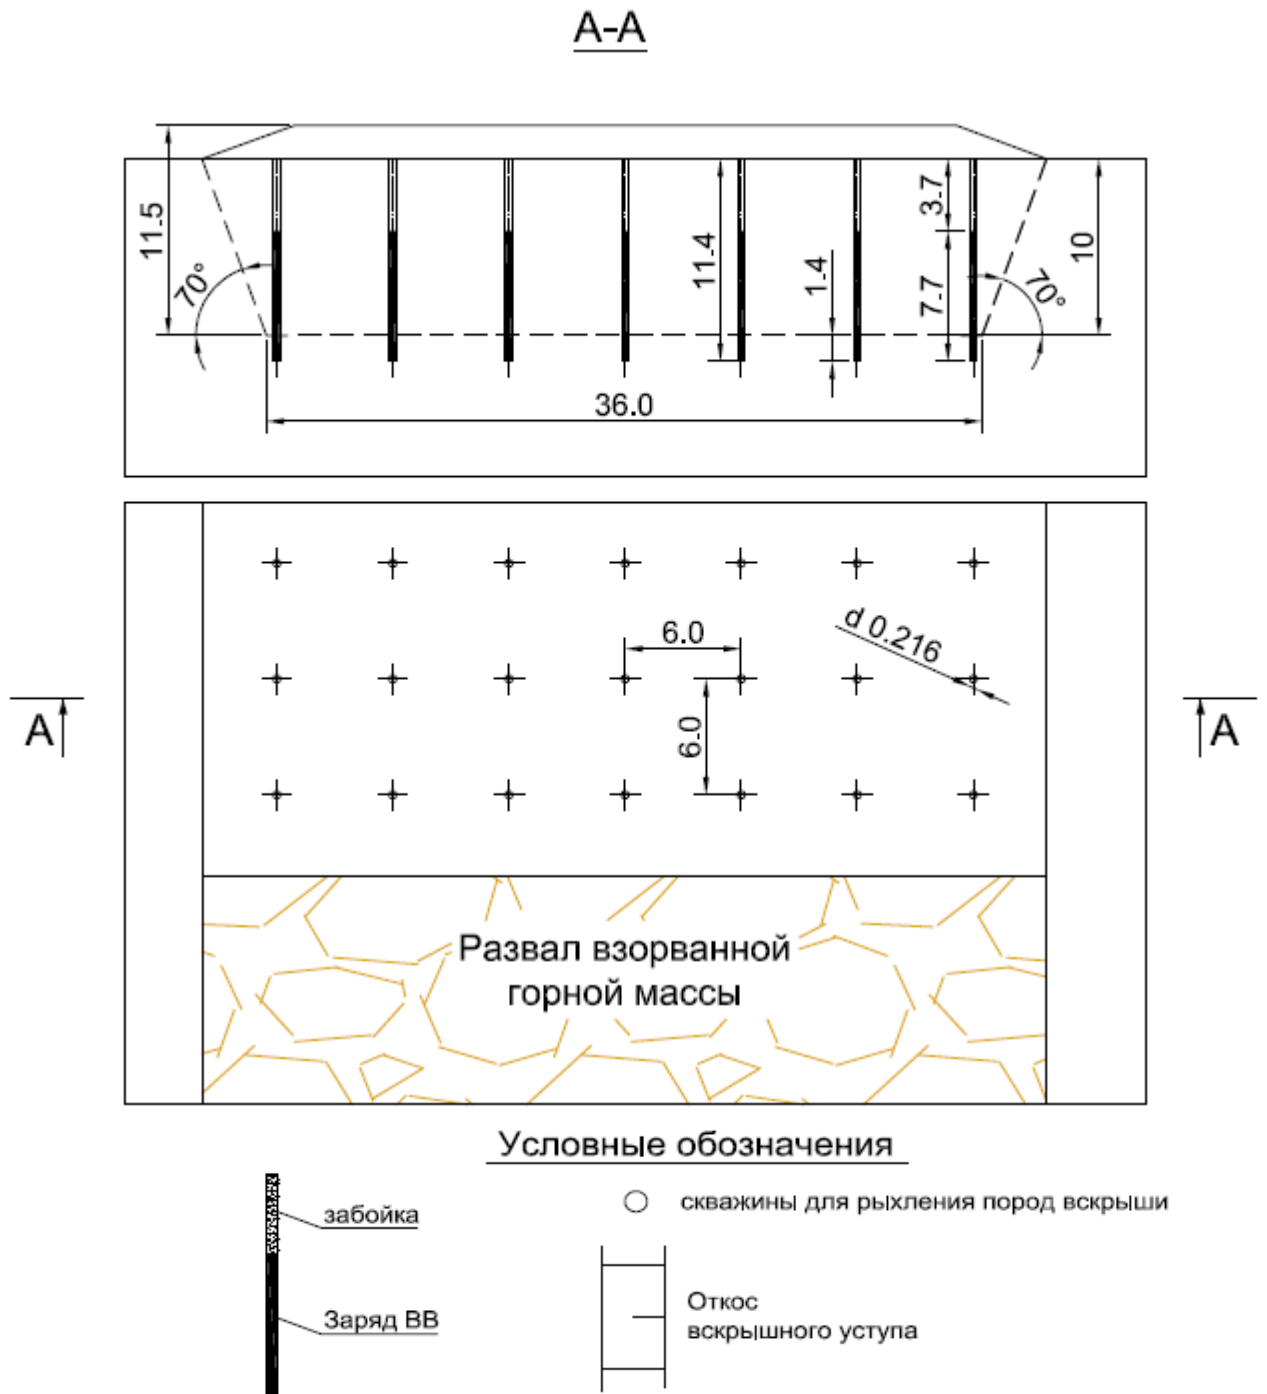 А-А
11.5
70°
11.4
1.4
3.7
7.7
10
70°
36.0
6.0
d 0.216
6.0
А
А
Развал взорванной
горной массы
Условные обозначения
забойка
скважины для рыхления пород вскрыши
Заряд ВВ
Откос
вскрышного уступа